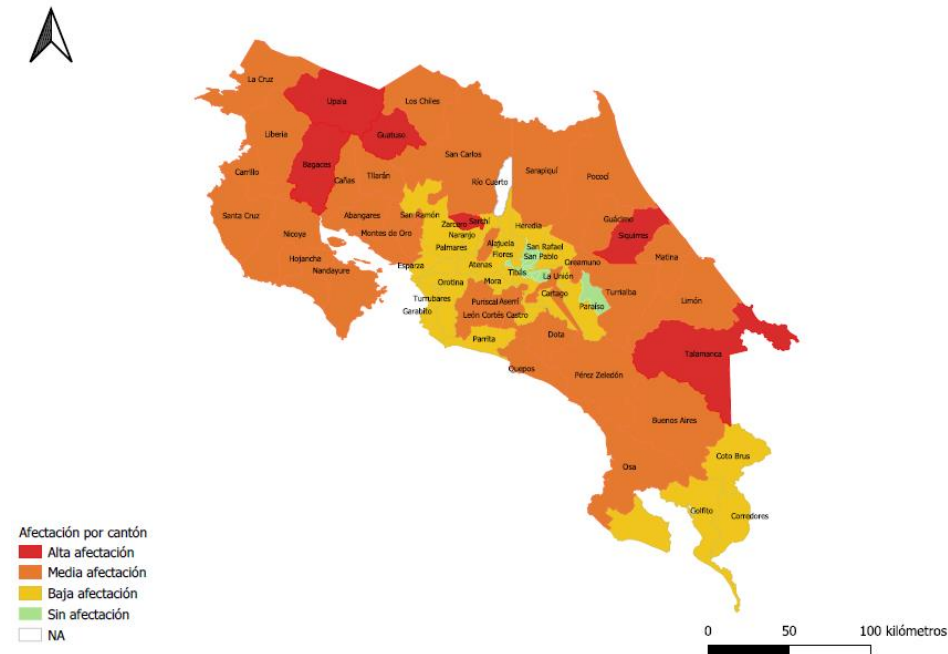 La Cruz
Upala
Los Chiles
Liberia
Guatuso
San Carlos
Bagaces
Cañas
Tilarán
Río Cuerto
Sarapiquí
Pococí
Carrillo
Santa Cruz
Abangares
San Ramón
Nicoya
Montes de Oro
Zarcero
Sarchí
Naranjo
Heredia
Guácimo
Siquirres
Palmares
Alajuela
Flores
San Rafael
San Pablo
Oreamuno
Matina
Hojancha
Nandayure
Esparza
Atenas
Tibás
La Unión
Orotina
Mora
Cartago
Turrialba
Limón
Turrubares
Garabito
Puriscal
Aserrí
Paraíso
León Cortés Castro
Parrita
Dota
Talamanca
Quepos
Pérez Zeledón
Buenos Aires
Osa
Coto Brus
Golfito
Corredores
Afectación por cantón
Alta afectación
Media afectación
Baja afectación
Sin afectación
NA
0 50 100 kilómetros